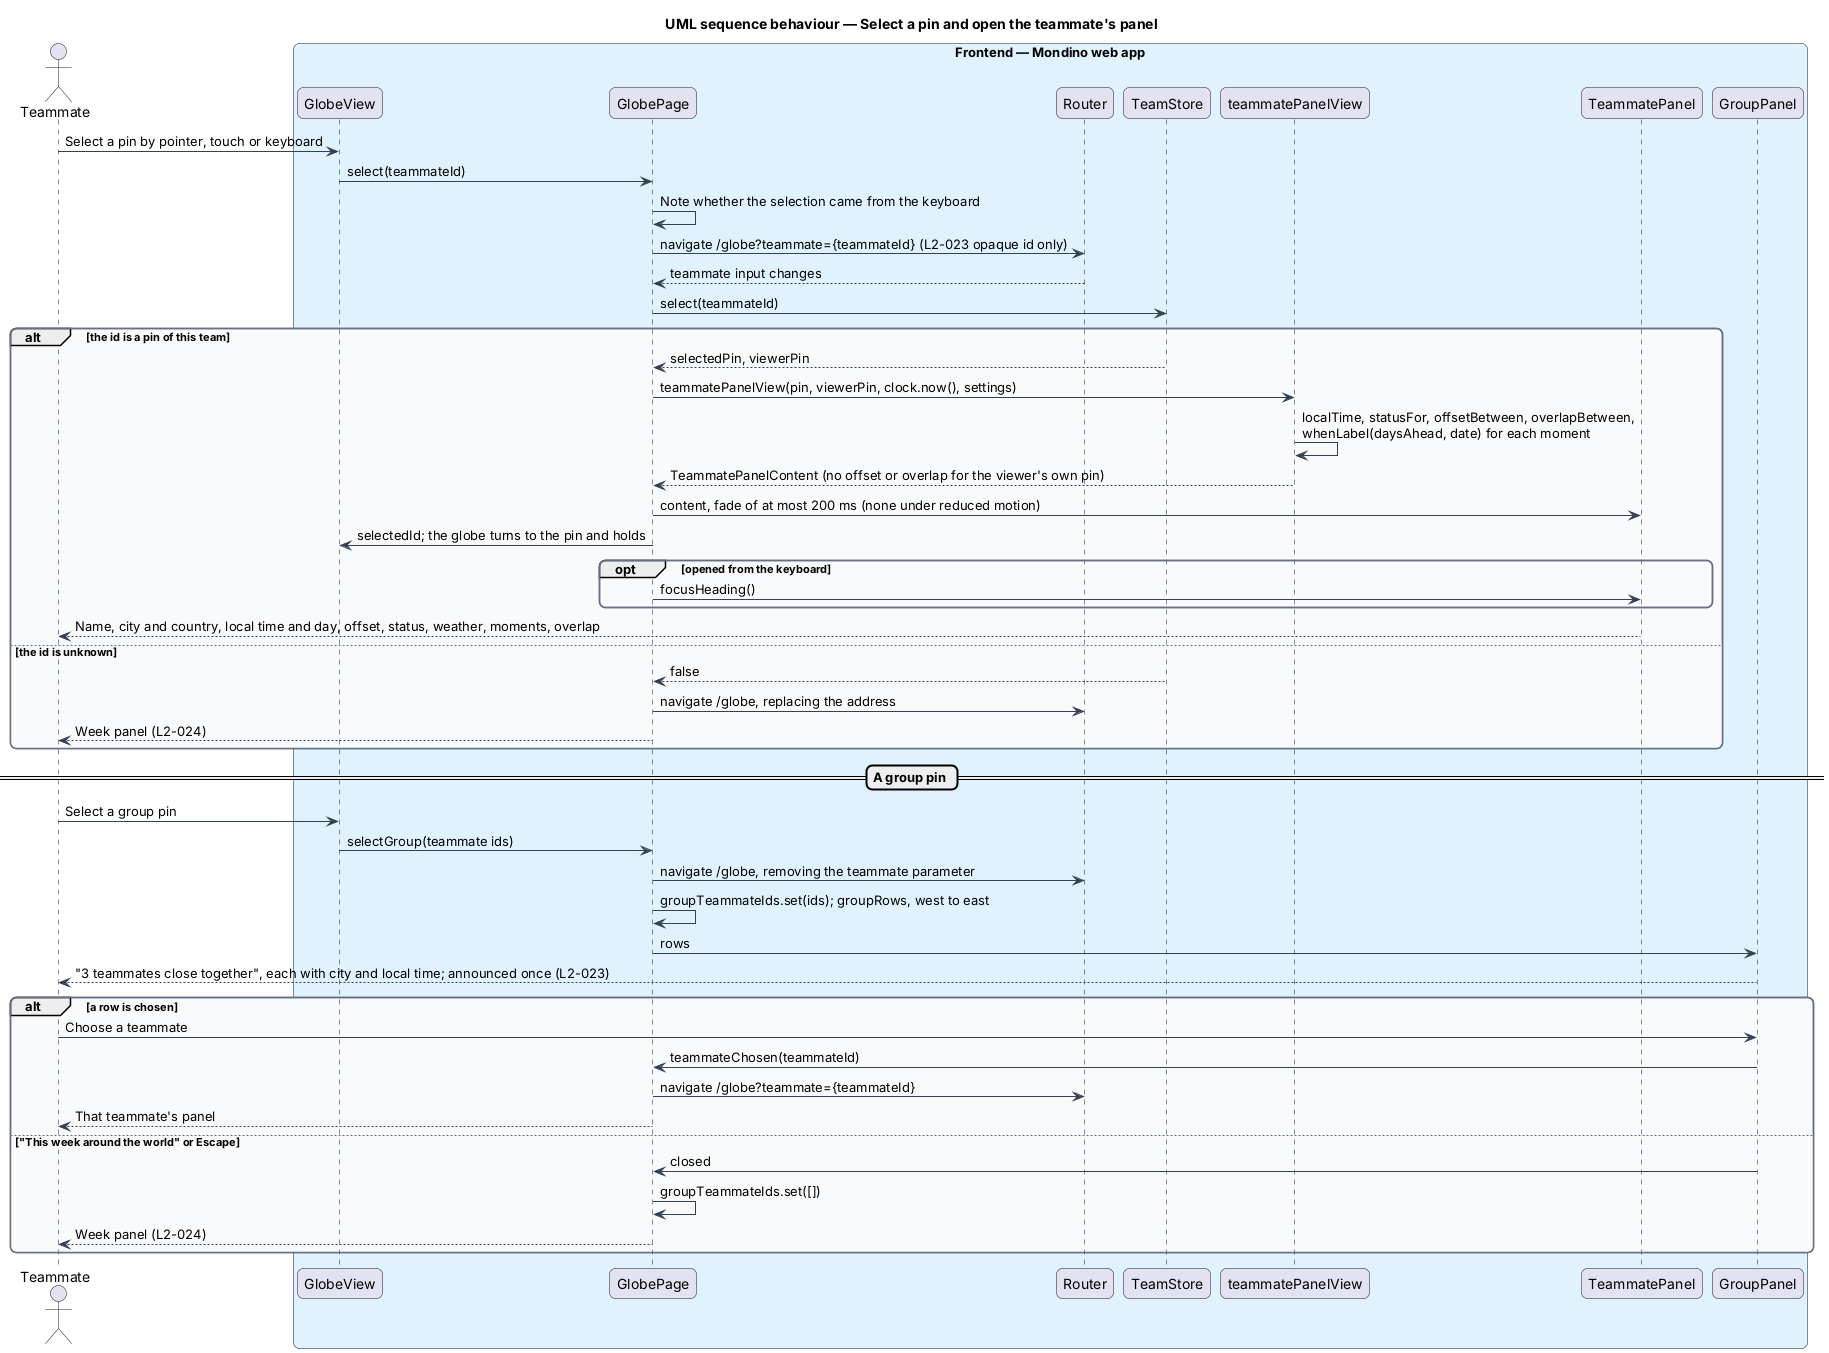 UML sequence behaviour — Select a pin and open the teammate's panel
Frontend — Mondino web app
Teammate
GlobeView
GlobePage
Router
TeamStore
teammatePanelView
TeammatePanel
GroupPanel
Select a pin by pointer, touch or keyboard
select(teammateId)
Note whether the selection came from the keyboard
navigate /globe?teammate={teammateId} (L2-023 opaque id only)
teammate input changes
select(teammateId)
alt
[the id is a pin of this team]
selectedPin, viewerPin
teammatePanelView(pin, viewerPin, clock.now(), settings)
localTime, statusFor, offsetBetween, overlapBetween,
whenLabel(daysAhead, date) for each moment
TeammatePanelContent (no offset or overlap for the viewer's own pin)
content, fade of at most 200 ms (none under reduced motion)
selectedId; the globe turns to the pin and holds
opt
[opened from the keyboard]
focusHeading()
Name, city and country, local time and day, offset, status, weather, moments, overlap
[the id is unknown]
false
navigate /globe, replacing the address
Week panel (L2-024)
A group pin
Select a group pin
selectGroup(teammate ids)
navigate /globe, removing the teammate parameter
groupTeammateIds.set(ids); groupRows, west to east
rows
"3 teammates close together", each with city and local time; announced once (L2-023)
alt
[a row is chosen]
Choose a teammate
teammateChosen(teammateId)
navigate /globe?teammate={teammateId}
That teammate's panel
["This week around the world" or Escape]
closed
groupTeammateIds.set([])
Week panel (L2-024)
Teammate
GlobeView
GlobePage
Router
TeamStore
teammatePanelView
TeammatePanel
GroupPanel